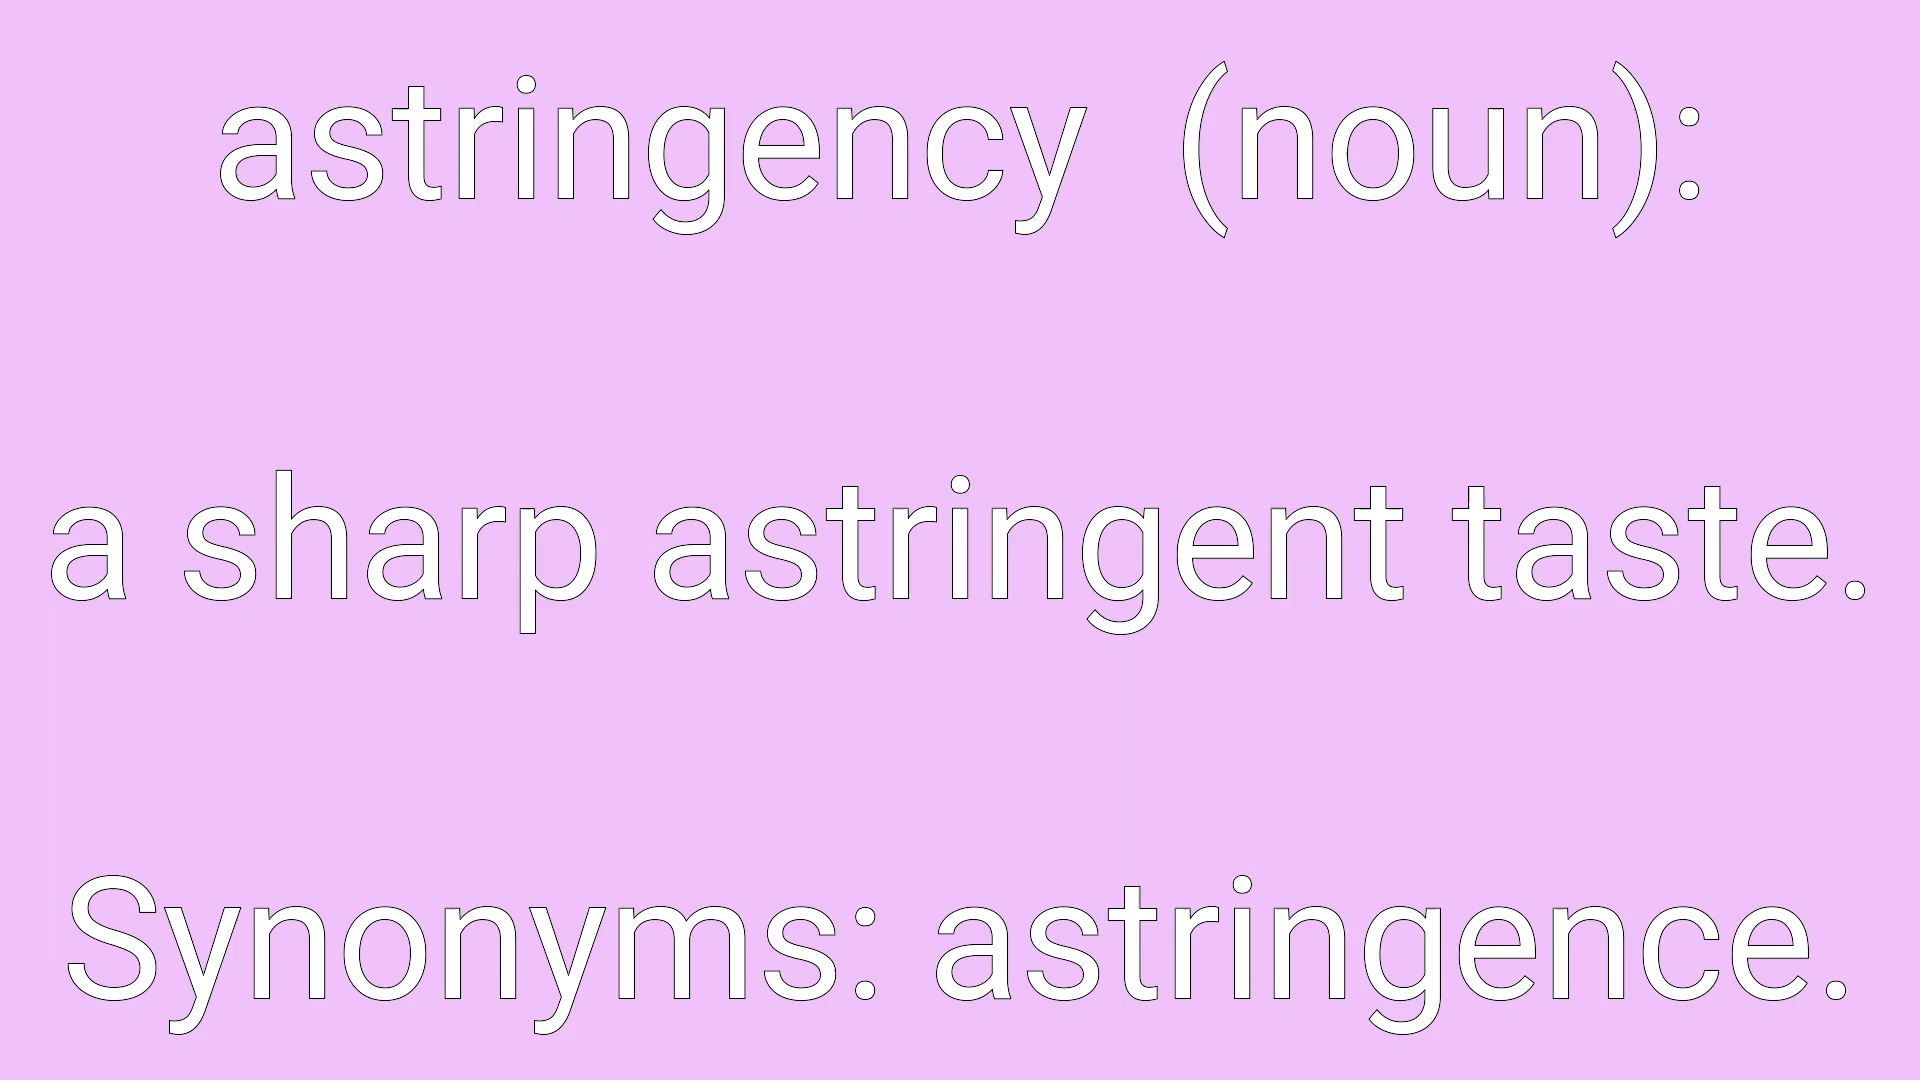 astringency (noun):
a sharp astringent taste.
Synonyms: astringence.